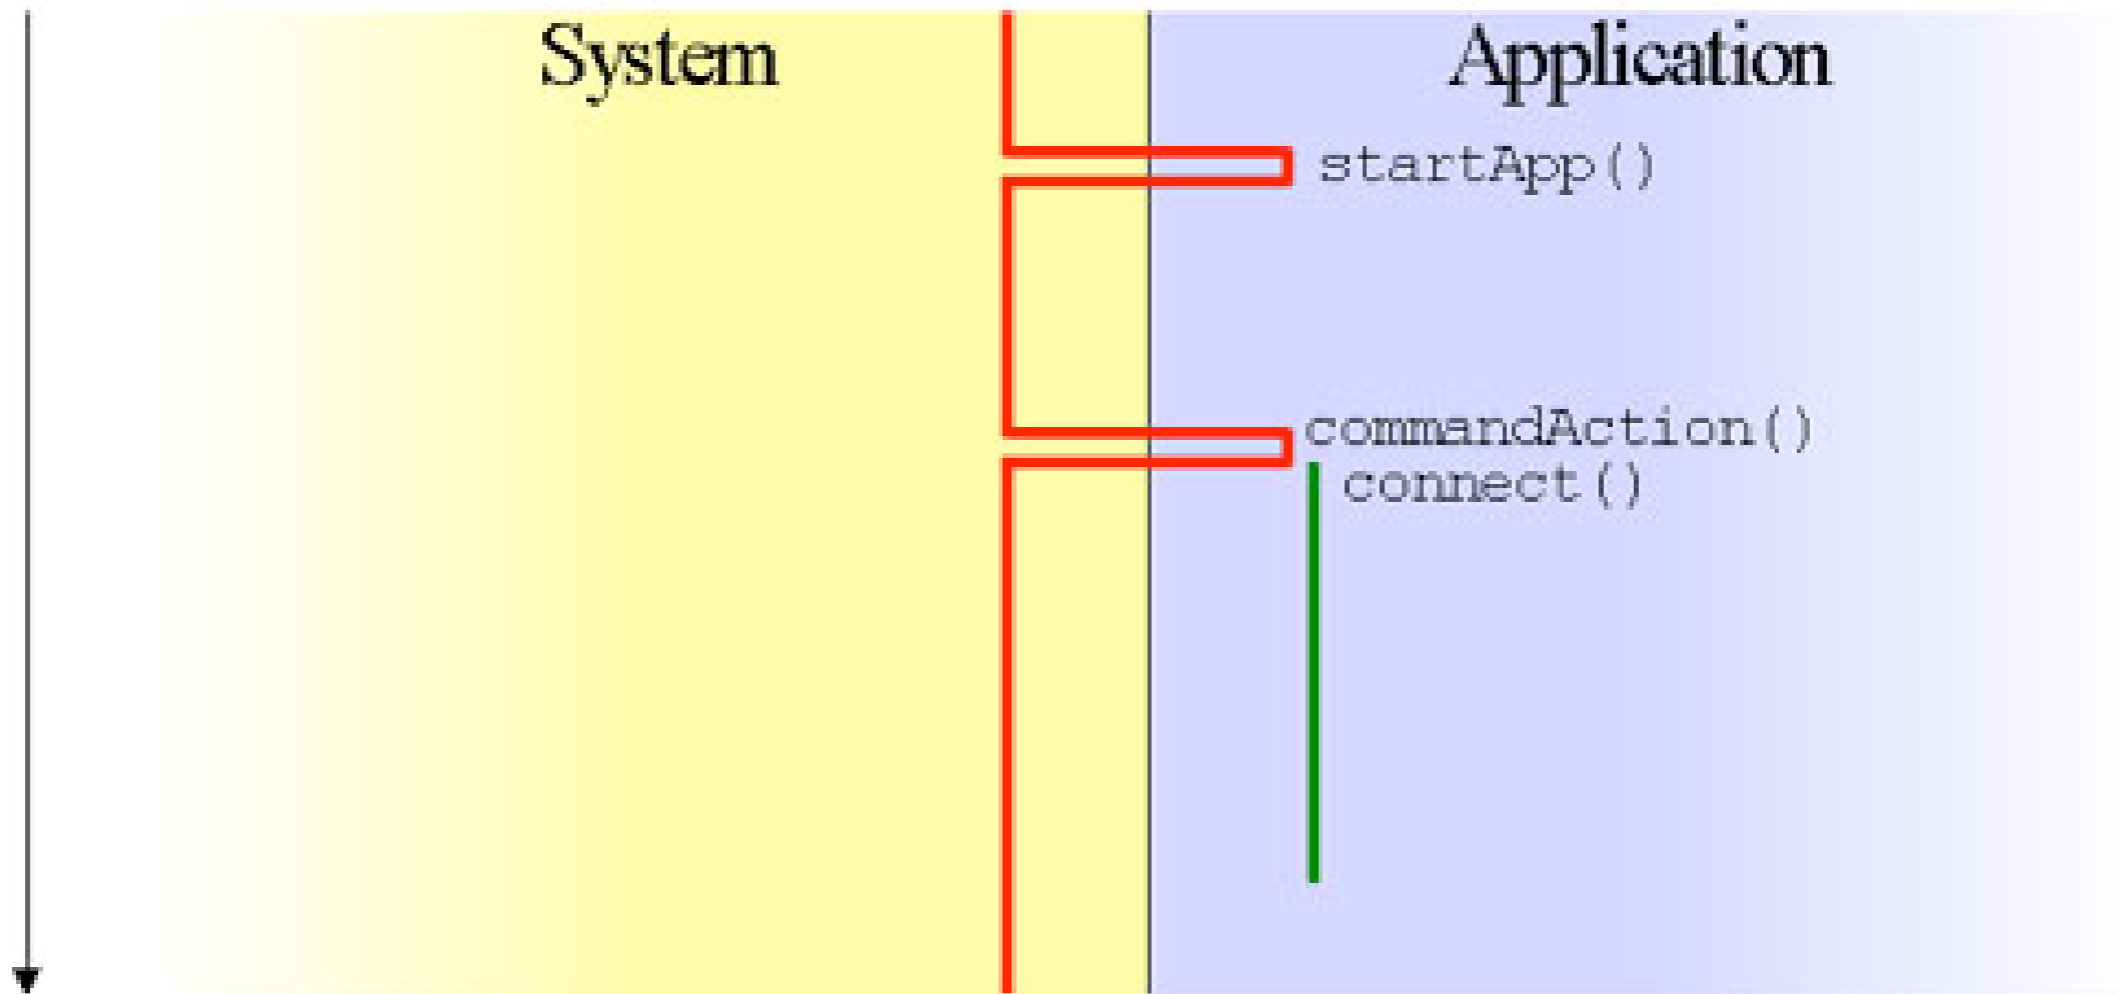 System
Application
startApp()
commandAction()
connect()